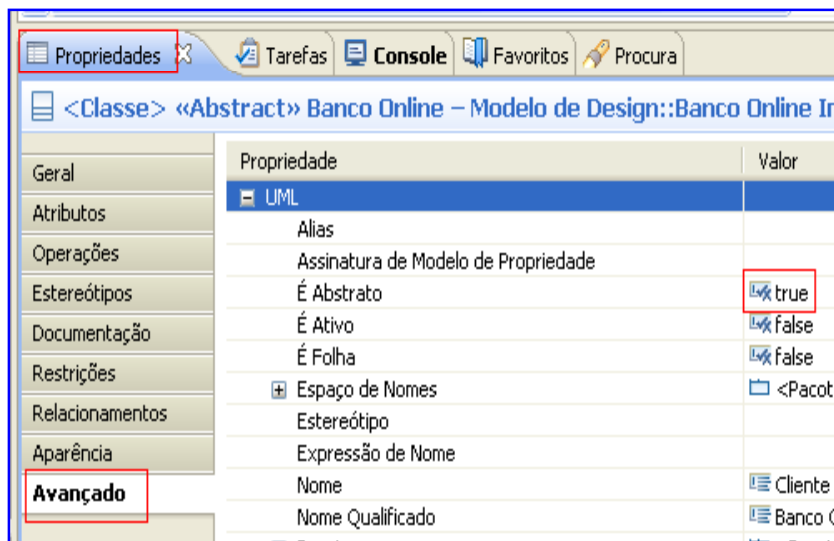 Propriedades Tarefas Console Favoritos Procura
<Classe> «Abstract» Banco Online – Modelo de Design::Banco Online
Propriedade Valor
Geral
UML
Atributos
Alias
Operações
Assinatura de Modelo de Propriedade
Estereótipos
É Abstrato true
É Ativo false
Documentação
É Folha false
Restrições
Espaço de Nomes <Pacot
Relacionamentos
Estereótipo
Aparência
Expressão de Nome
Avançado
Nome Cliente
Nome Qualificado Banco